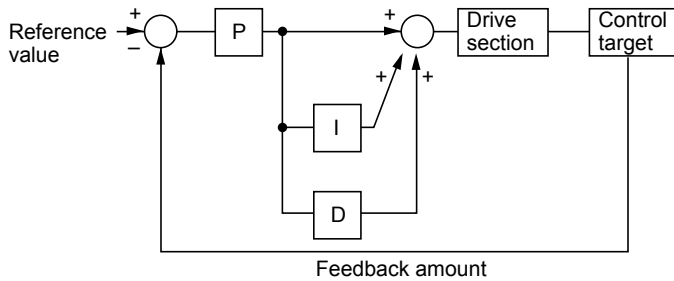 Reference
value
+
−
P
+
+
+
Drive
section
Control
target
I
D
Feedback amount